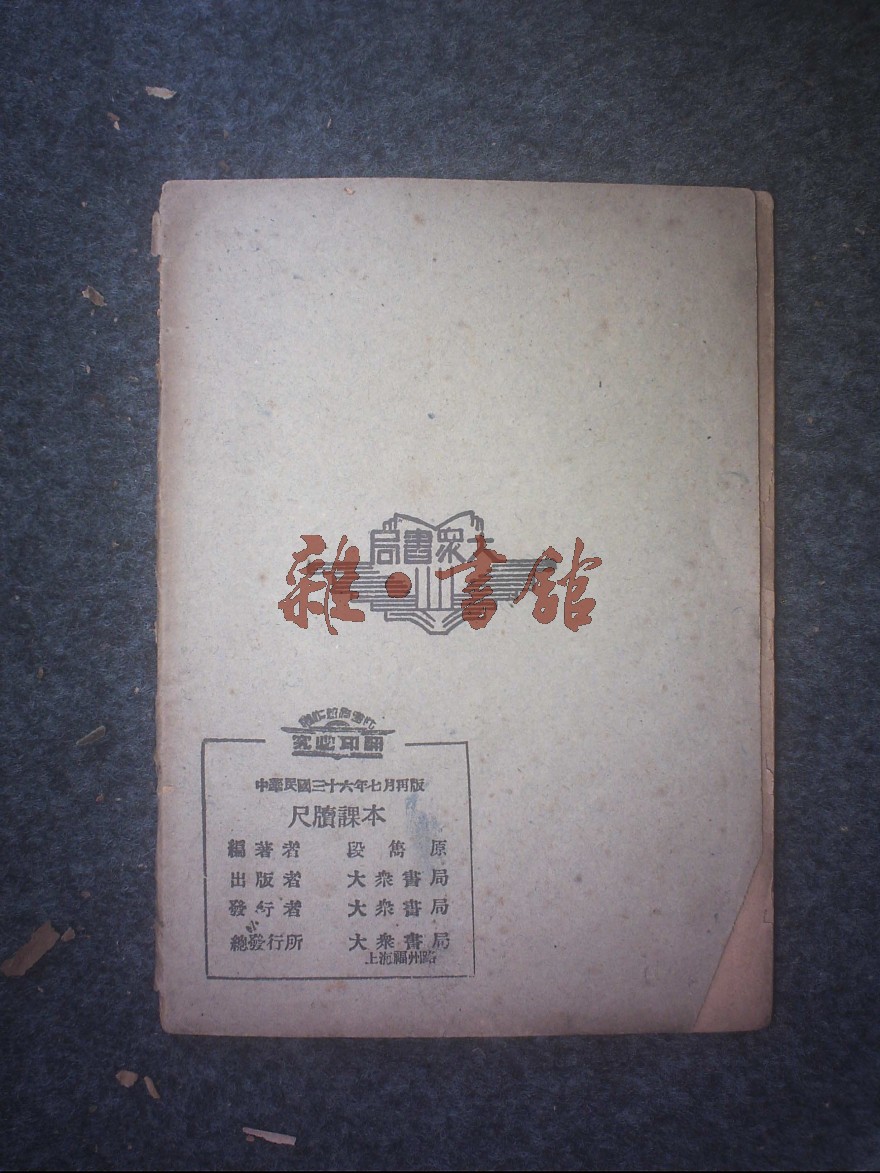 大眾書局
雜·書館
有著作權
翻印必究
中華民國三十六年七月再版
尺牘課本
編著者 段雋原
出版者 大衆書局
發行者 大衆書局
總發行所 大衆書局
上海福州路